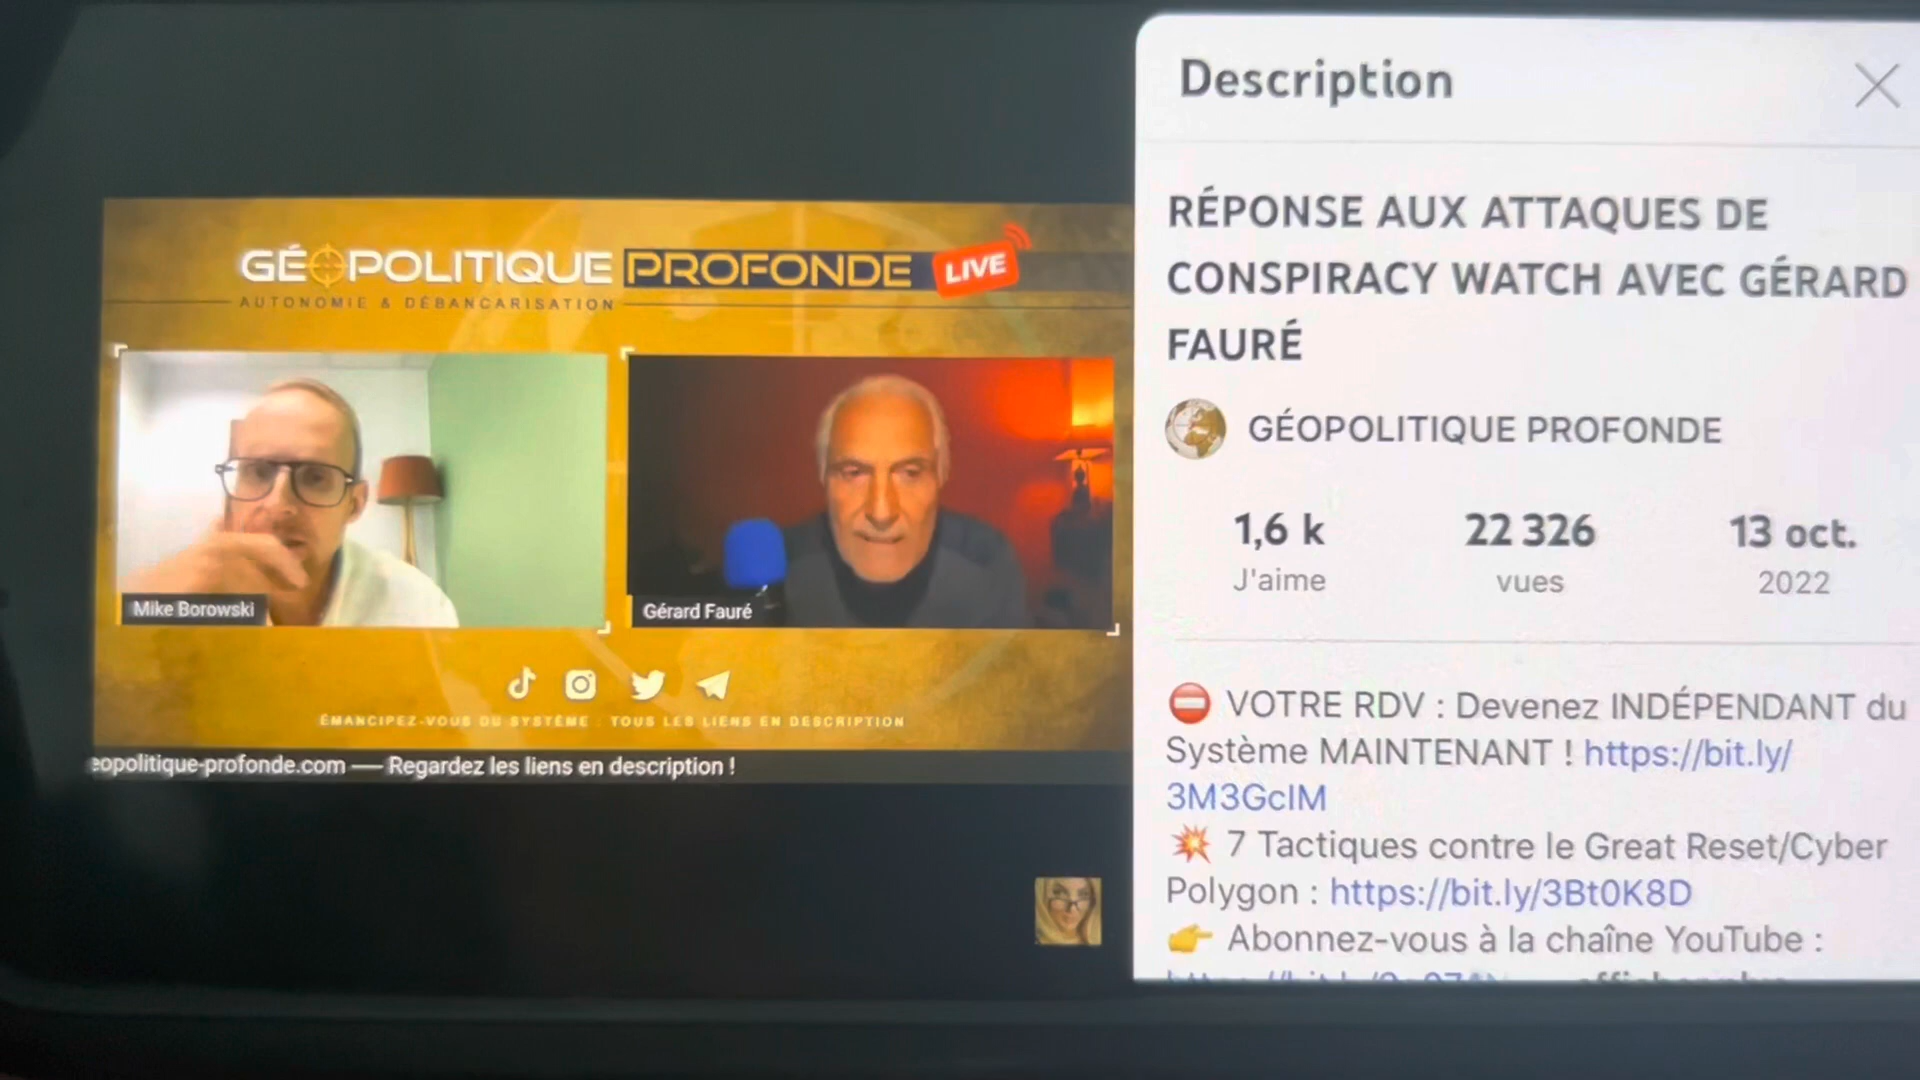 GÉOPOLITIQUE PROFONDE LIVE
AUTONOMIE & DÉBANCARISATION
Mike Borowski
Gérard Fauré
ÉMANCIPEZ-VOUS DU SYSTÈME : TOUS LES LIENS EN DESCRIPTION
eopolitique-profonde.com — Regardez les liens en description !
Description
RÉPONSE AUX ATTAQUES DE
CONSPIRACY WATCH AVEC GÉRARD
FAURÉ
GÉOPOLITIQUE PROFONDE
1,6 k 22 326 13 oct.
J'aime vues 2022
VOTRE RDV : Devenez INDÉPENDANT du
Système MAINTENANT ! https://bit.ly/
3M3GclM
7 Tactiques contre le Great Reset/Cyber
Polygon : https://bit.ly/3Bt0K8D
Abonnez-vous à la chaîne YouTube :